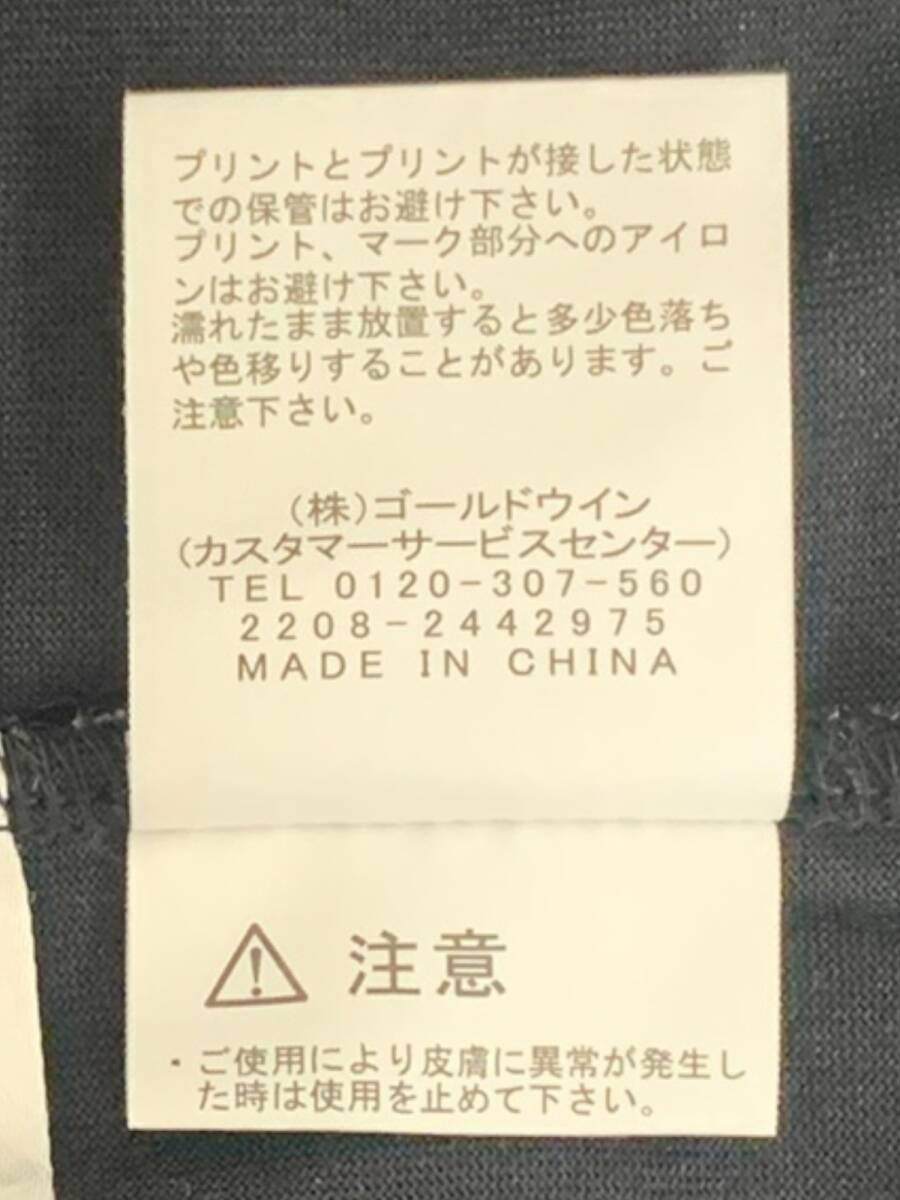 プリントとプリントが接した状態
での保管はお避け下さい。
プリント、マーク部分へのアイロ
ンはお避け下さい。
濡れたまま放置すると多少色落ち
や色移りすることがあります。ご
注意下さい。
(株)ゴールドウイン
(カスタマーサービスセンター)
TEL 0120-307-560
2208-2442975
MADE IN CHINA
注意
・ご使用により皮膚に異常が発生し
た時は使用を止めて下さい。